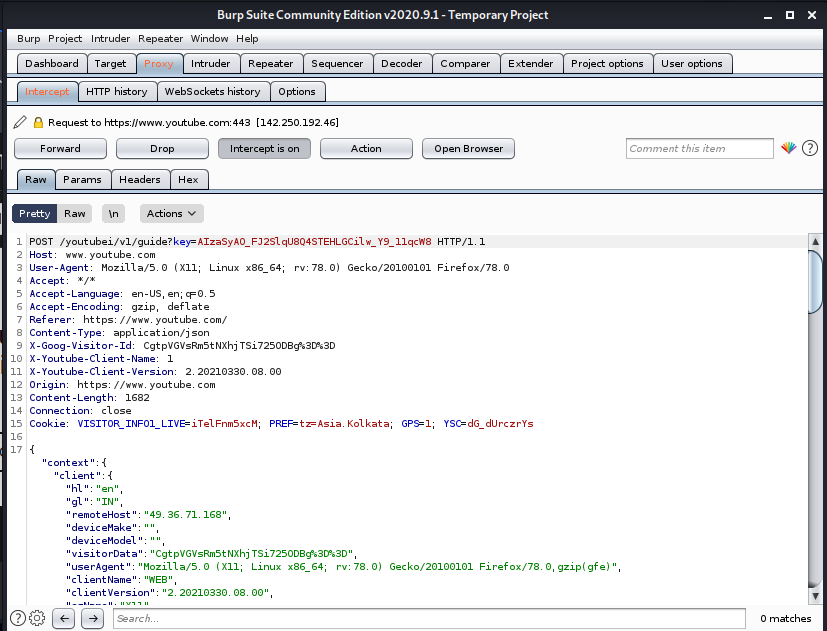 Burp Suite Community Edition v2020.9.1 - Temporary Project
Burp Project Intruder Repeater Window Help
Dashboard Target Proxy Intruder Repeater Sequencer Decoder Comparer Extender Project options User options
Intercept HTTP history WebSockets history Options
Request to https://www.youtube.com:443 [142.250.192.46]
Forward Drop Intercept is on Action Open Browser Comment this item ?
Raw Params Headers Hex
Pretty Raw \n Actions
1 POST /youtubei/v1/guide?key=AIzaSyAO_FJ2SlqU8Q4STEHLGCilw_Y9_11qcW8 HTTP/1.1
2 Host: www.youtube.com
3 User-Agent: Mozilla/5.0 (X11; Linux x86_64; rv:78.0) Gecko/20100101 Firefox/78.0
4 Accept: */*
5 Accept-Language: en-US,en;q=0.5
6 Accept-Encoding: gzip, deflate
7 Referer: https://www.youtube.com/
8 Content-Type: application/json
9 X-Goog-Visitor-Id: CgtpVGVsRm5tNXhjTSi725ODBg%3D%3D
10 X-Youtube-Client-Name: 1
11 X-Youtube-Client-Version: 2.20210330.08.00
12 Origin: https://www.youtube.com
13 Content-Length: 1682
14 Connection: close
15 Cookie: VISITOR_INFO1_LIVE=iTelFnm5xcM; PREF=tz=Asia.Kolkata; GPS=1; YSC=dG_dUrczrYs
16
17 {
"context":{
"client":{
"hl":"en",
"gl":"IN",
"remoteHost":"49.36.71.168",
"deviceMake":"",
"deviceModel":"",
"visitorData":"CgtpVGVsRm5tNXhjTSi725ODBg%3D%3D",
"userAgent":"Mozilla/5.0 (X11; Linux x86_64; rv:78.0) Gecko/20100101 Firefox/78.0,gzip(gfe)",
"clientName":"WEB",
"clientVersion":"2.20210330.08.00",
"osName":"X11",
? Search... 0 matches